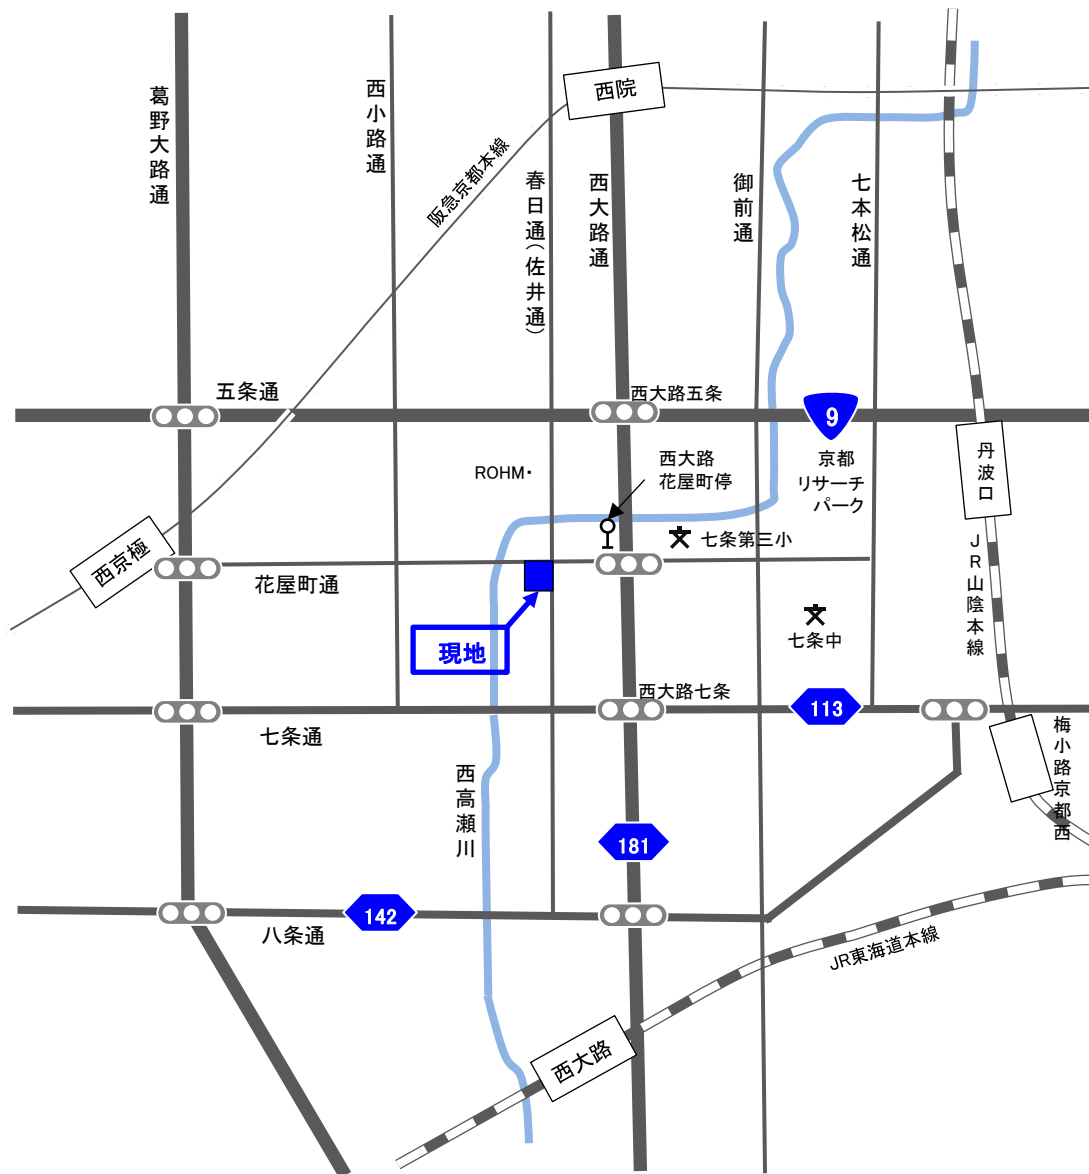 西院
葛野大路通
西小路通
阪急京都本線
春日通(佐井通)
西大路通
御前通
七本松通
五条通
西大路五条
9
ROHM・
西大路
花屋町停
京都
リサーチ
パーク
丹波口
西京極
七条第三小
花屋町通
JR山陰本線
現地
七条中
西大路七条
113
七条通
梅小路京都西
西高瀬川
181
142
八条通
JR東海道本線
西大路